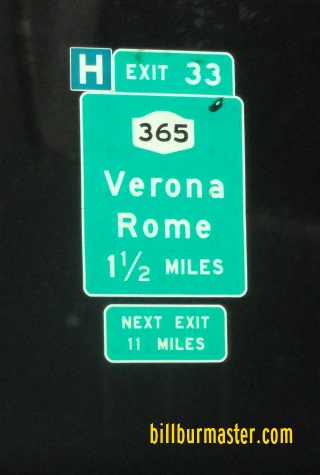 H EXIT 33
365
Verona
Rome
1½ MILES
NEXT EXIT
11 MILES
billburmaster.com